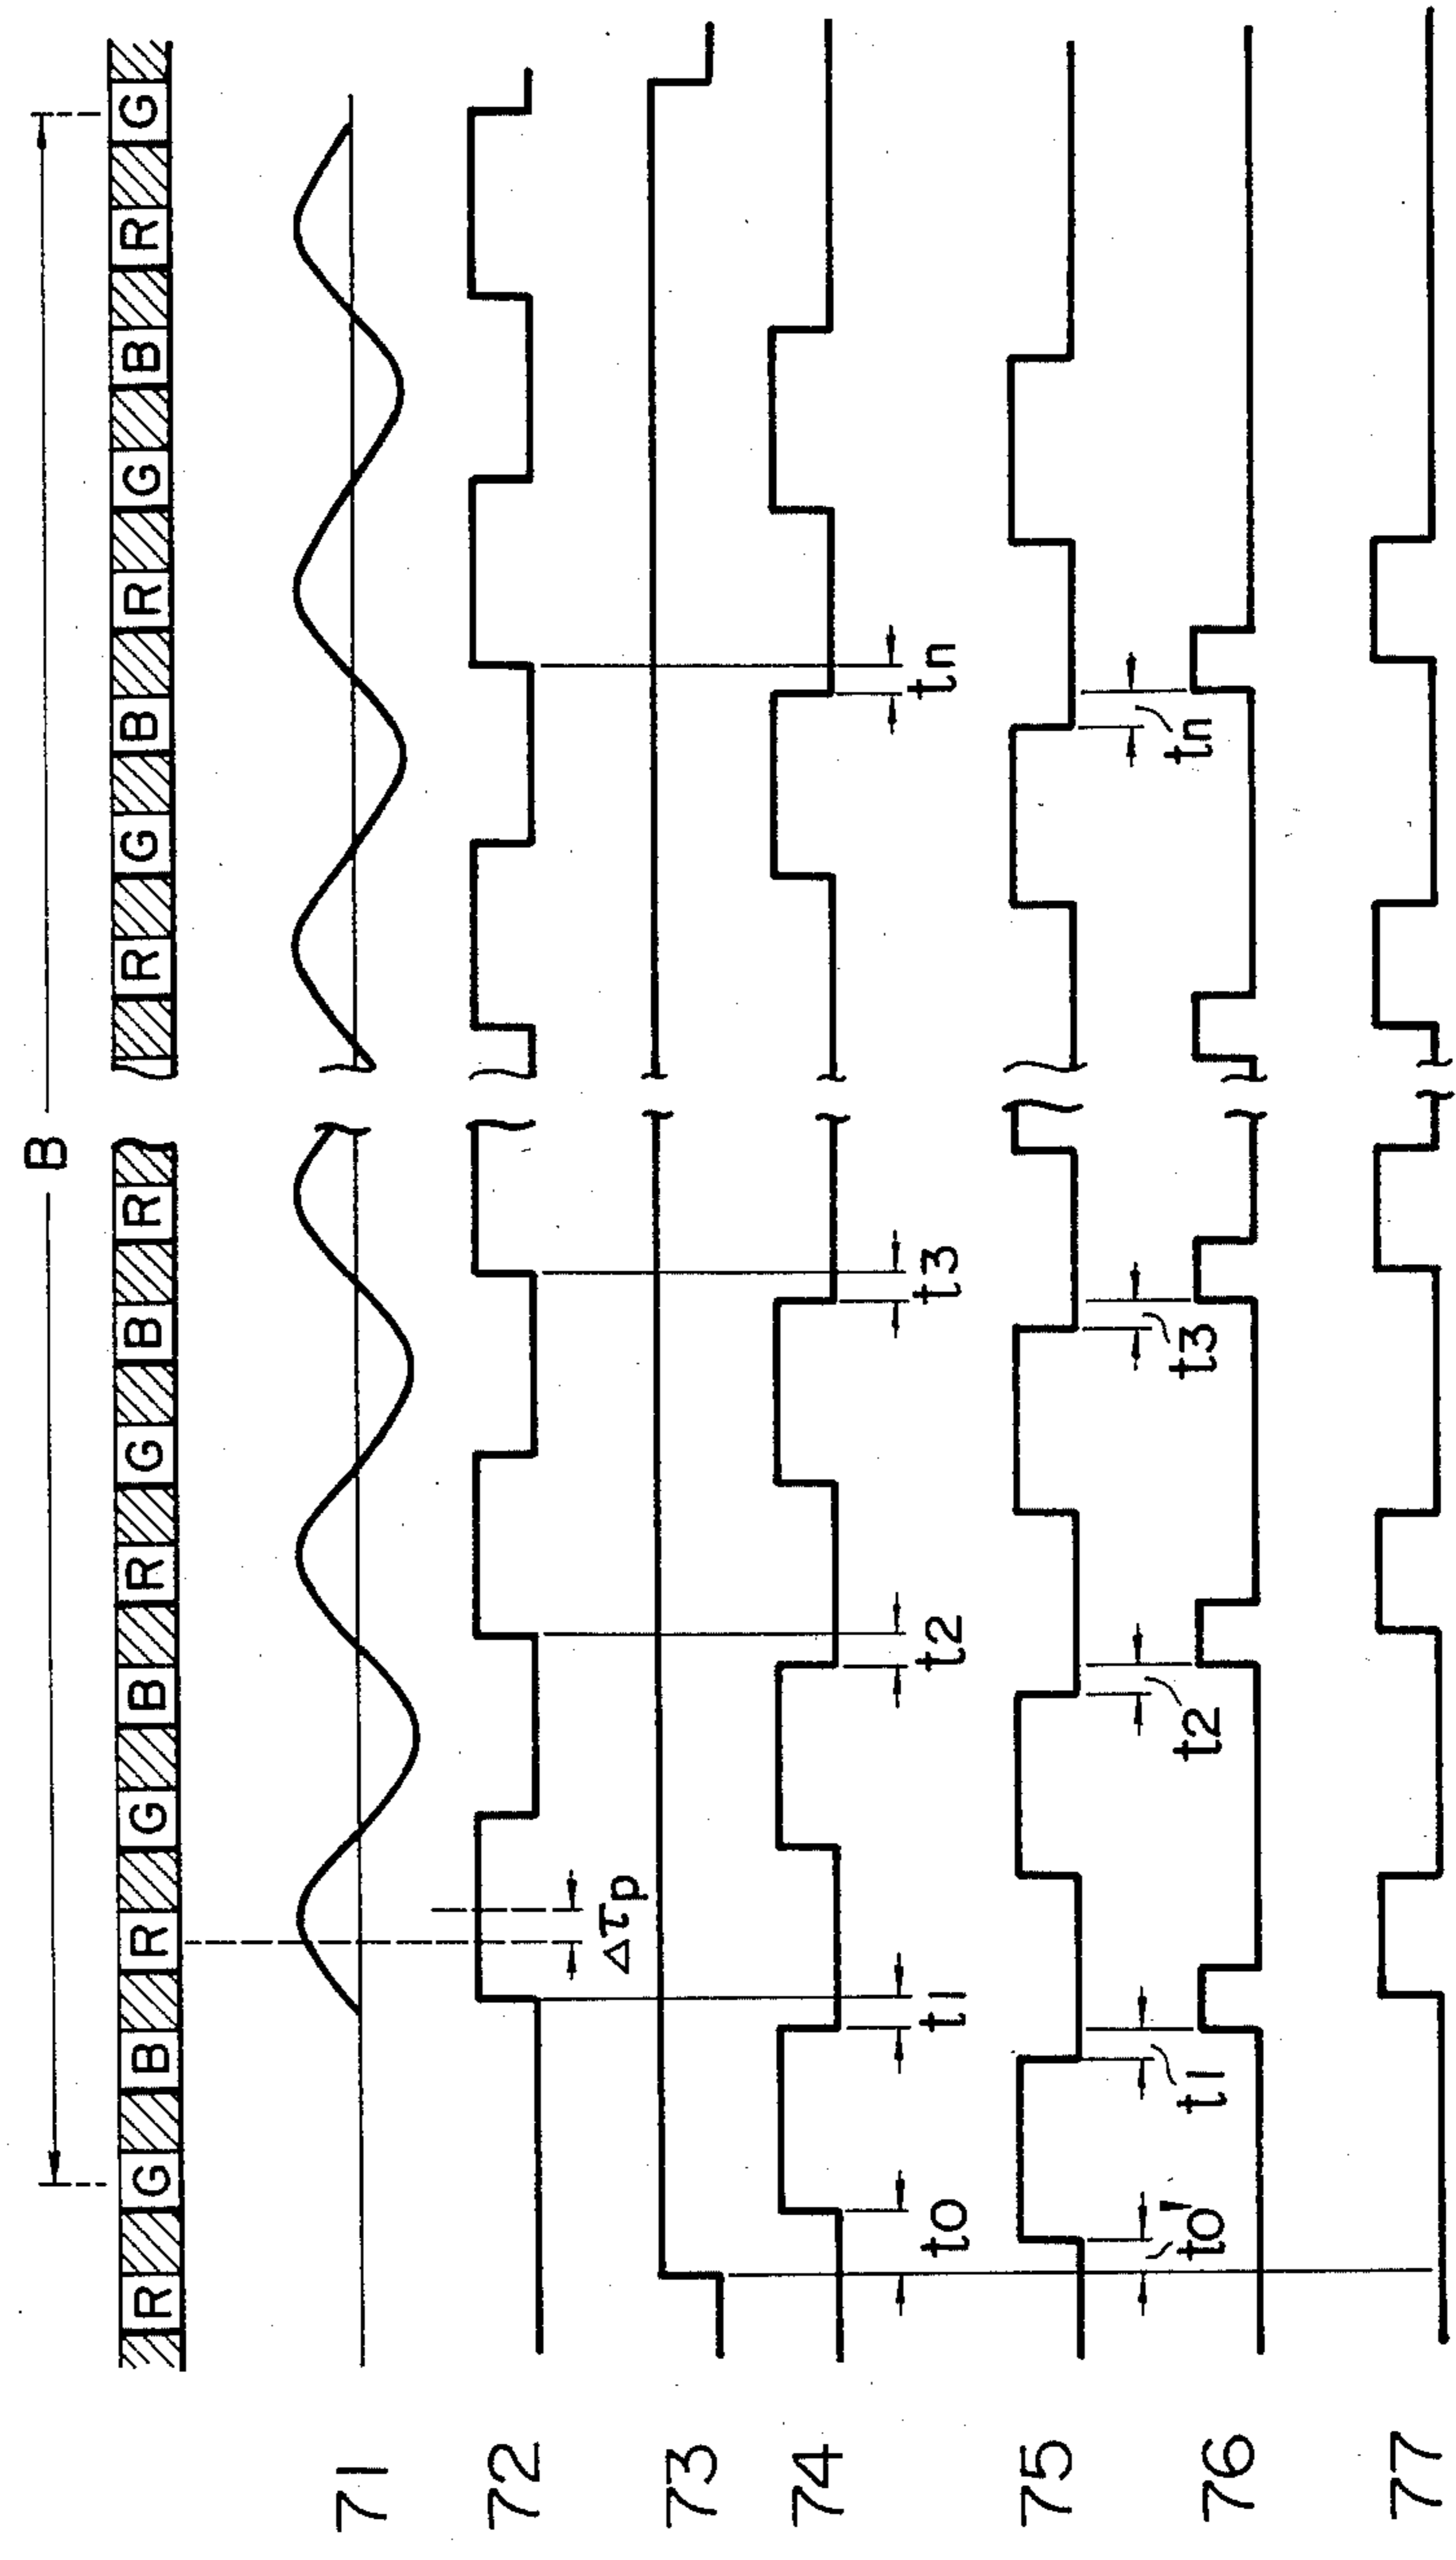 B
R G B R G B R G B R R G B R G B R G
71
72
Δτp
73
74
t0 t1 t2 t3 tn
75
t0' t1 t2 t3 tn
76
77